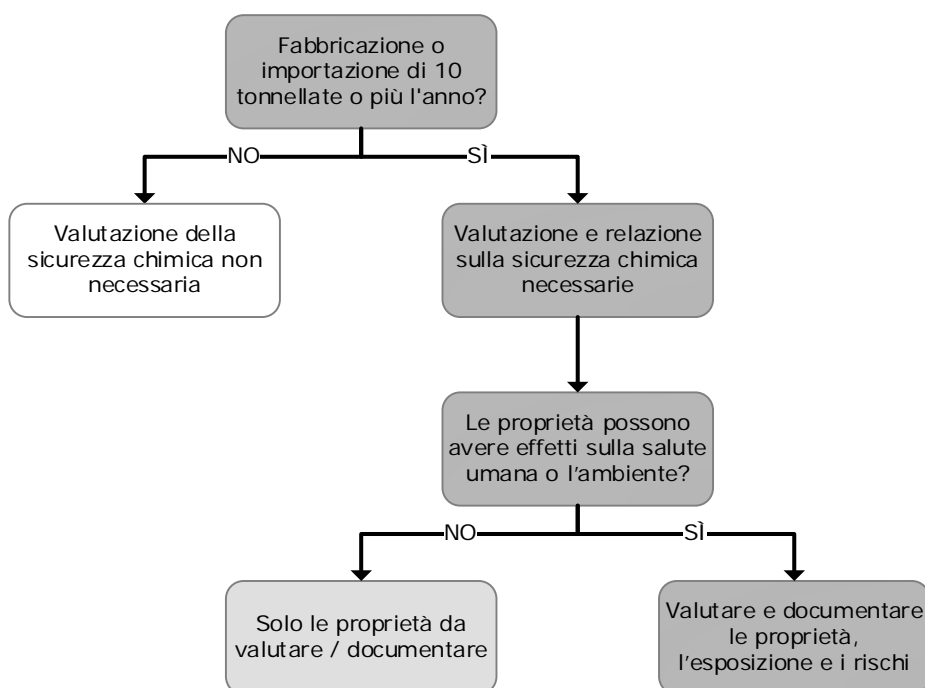 Fabbricazione o
importazione di 10
tonnellate o più l'anno?
NO
SÌ
Valutazione della
sicurezza chimica non
necessaria
Valutazione e relazione
sulla sicurezza chimica
necessarie
Le proprietà possono
avere effetti sulla salute
umana o l’ambiente?
NO
SÌ
Solo le proprietà da
valutare / documentare
Valutare e documentare
le proprietà,
l’esposizione e i rischi